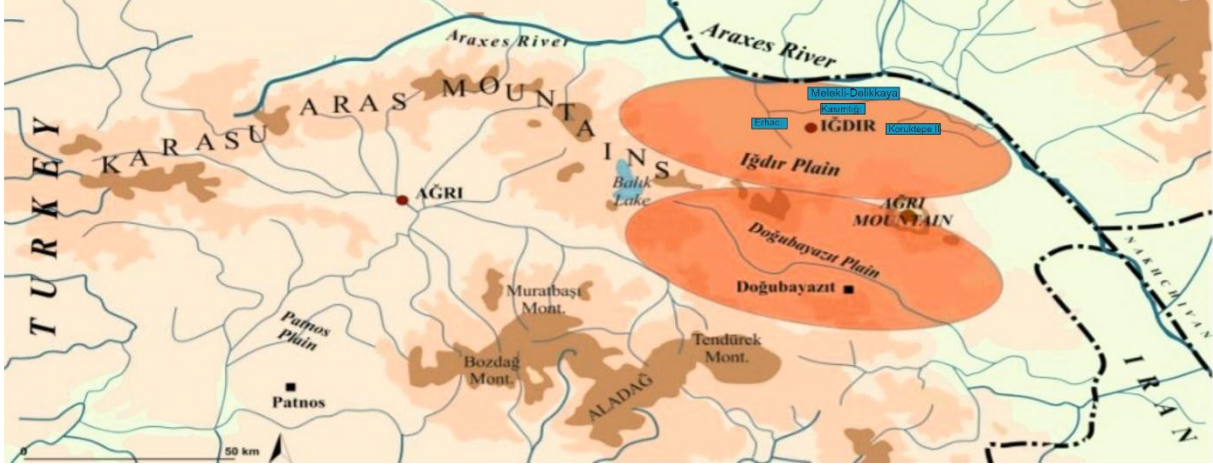 Araxes River
Araxes River
KARASU ARAS MOUNTAINS
TURKEY
Melekli-Delikkaya
Kasımtığ
Erhacı
IĞDIR
Koruktepe II
Iğdır Plain
Balık
Lake
AĞRI
AĞRI
MOUNTAIN
Doğubayazıt Plain
Doğubayazıt
NAKHCHIVAN
IRAN
Muratbaşı
Mont.
Patnos
Plain
Bozdağ
Mont.
Tendürek
Mont.
ALADAĞ
Patnos
0
50 km